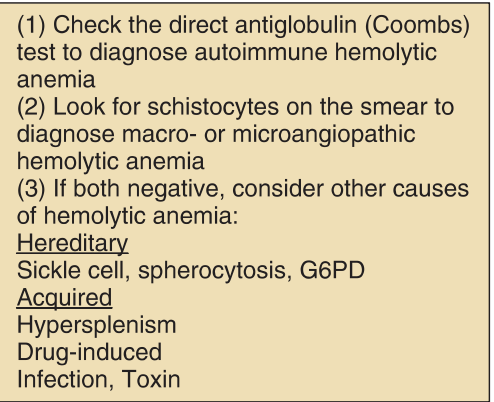 (1) Check the direct antiglobulin (Coombs)
test to diagnose autoimmune hemolytic
anemia
(2) Look for schistocytes on the smear to
diagnose macro- or microangiopathic
hemolytic anemia
(3) If both negative, consider other causes
of hemolytic anemia:
Hereditary
Sickle cell, spherocytosis, G6PD
Acquired
Hypersplenism
Drug-induced
Infection, Toxin